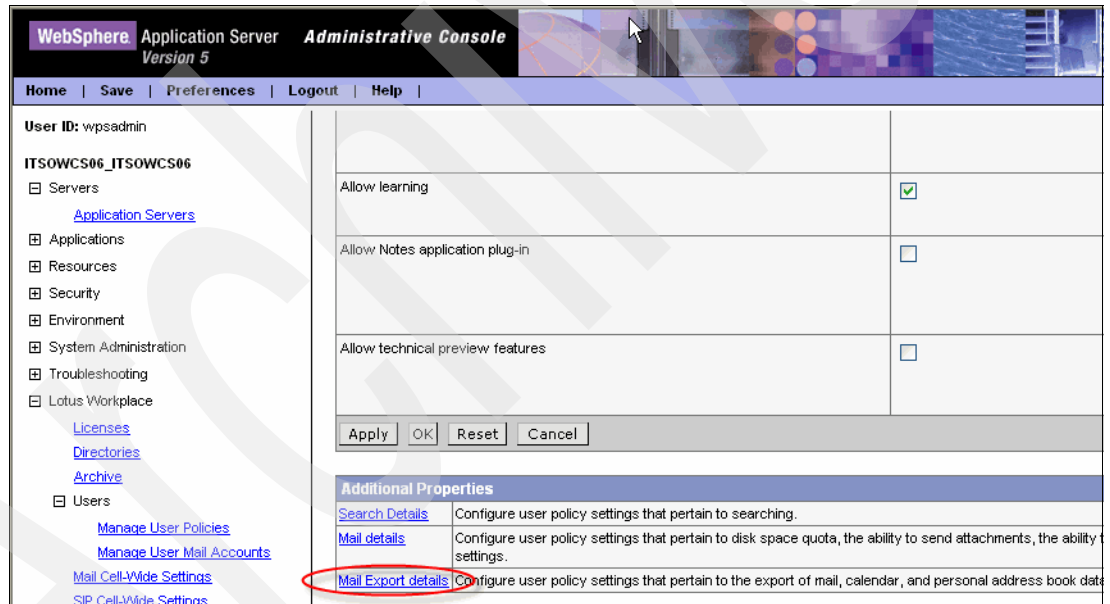 WebSphere. Application Server Administrative Console
Version 5
Home | Save | Preferences | Logout | Help |
User ID: wpsadmin
ITSOWCS06_ITSOWCS06
Servers
Application Servers
Applications
Resources
Security
Environment
System Administration
Troubleshooting
Lotus Workplace
Licenses
Directories
Archive
Users
Manage User Policies
Manage User Mail Accounts
Mail Cell-Wide Settings
SIP Cell-Wide Settings
Allow learning
Allow Notes application plug-in
Allow technical preview features
Apply OK Reset Cancel
Additional Properties
Search Details Configure user policy settings that pertain to searching.
Mail details Configure user policy settings that pertain to disk space quota, the ability to send attachments, the ability
settings.
Mail Export details Configure user policy settings that pertain to the export of mail, calendar, and personal address book data